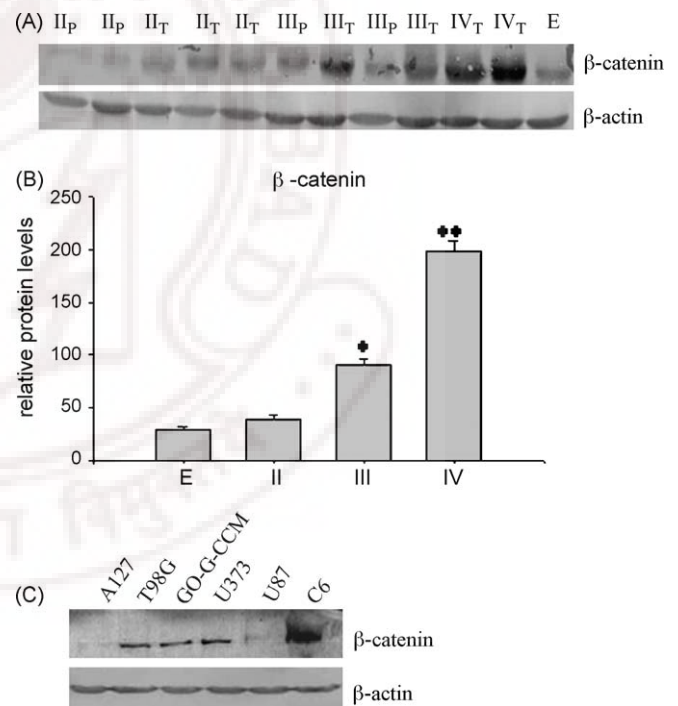 (A) IIP IIP IIT IIT IIT IIIP IIIT IIIP IIIT IVT IVT E
β-catenin
β-actin
(B) β -catenin
relative protein levels
250
200
150
100
50
0
E II III IV
(C) A127 T98G GO-G-CCM U373 U87 C6
β-catenin
β-actin